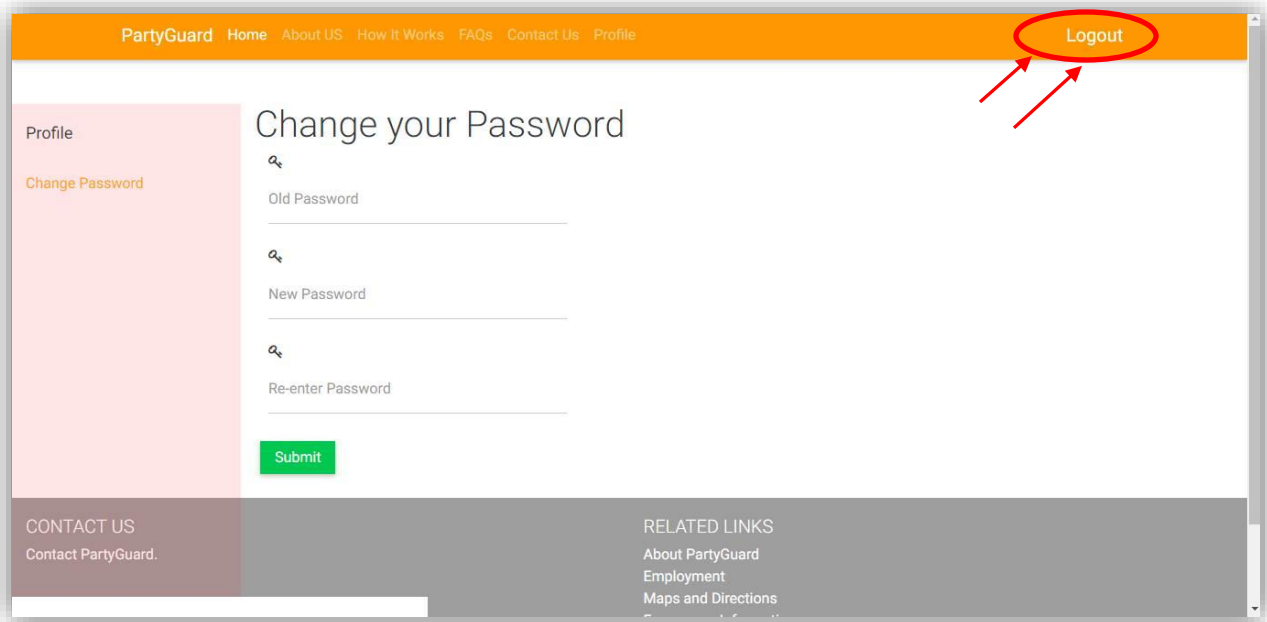 PartyGuard Home About US How It Works FAQs Contact Us Profile Logout
Profile
Change Password
Change your Password
Old Password
New Password
Re-enter Password
Submit
CONTACT US
Contact PartyGuard.
RELATED LINKS
About PartyGuard
Employment
Maps and Directions